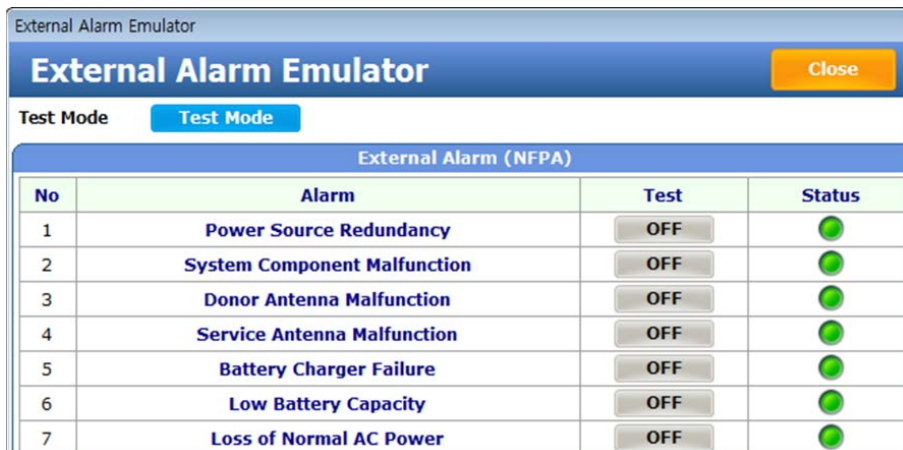 External Alarm Emulator
External Alarm Emulator Close
Test Mode Test Mode
External Alarm (NFPA)
No Alarm Test Status
1 Power Source Redundancy OFF
2 System Component Malfunction OFF
3 Donor Antenna Malfunction OFF
4 Service Antenna Malfunction OFF
5 Battery Charger Failure OFF
6 Low Battery Capacity OFF
7 Loss of Normal AC Power OFF